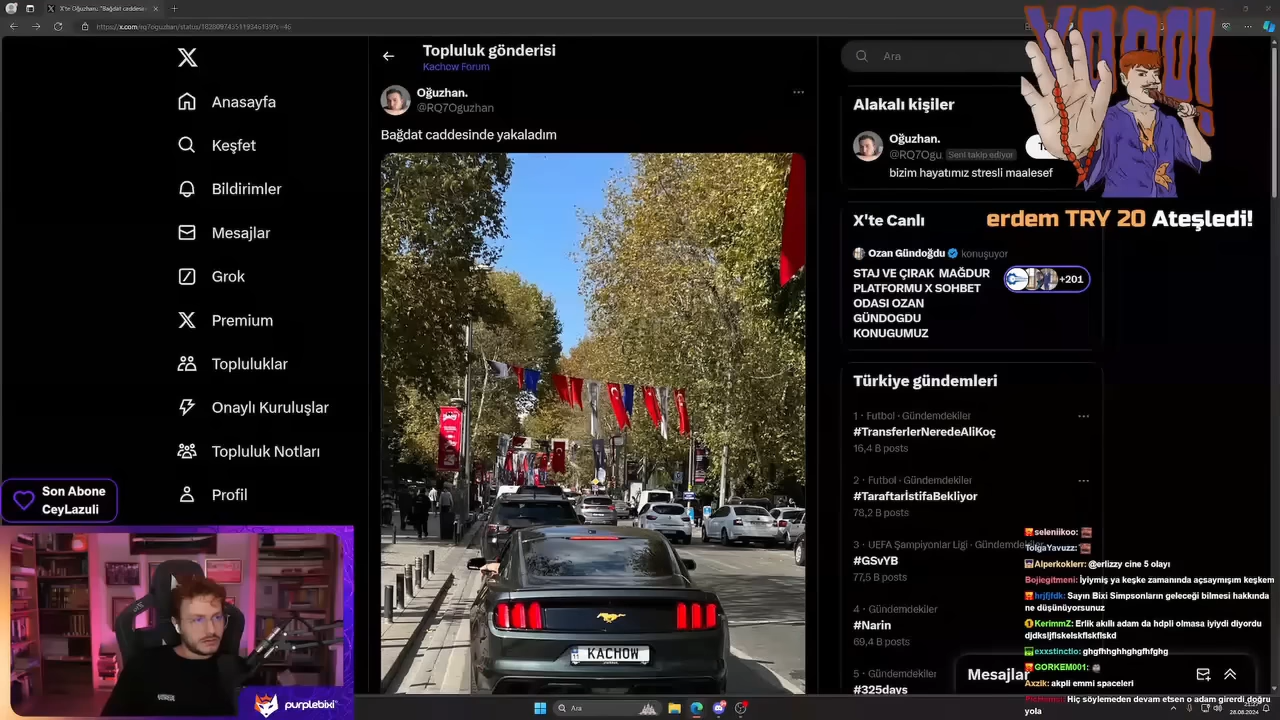 Topluluk gönderisi
Kachow Forum
Oğuzhan.
@RQ7Oguzhan
Bağdat caddesinde yakaladım
KACHOW
Anasayfa
Keşfet
Bildirimler
Mesajlar
Grok
Premium
Topluluklar
Onaylı Kuruluşlar
Topluluk Notları
Profil
Son Abone
CeyLazuli
purplebixi
Ara
Alakalı kişiler
Oğuzhan.
@RQ7Ogu Seni takip ediyor
bizim hayatımız stresli maalesef
erdem TRY 20 Ateşledi!
X'te Canlı
Ozan Gündoğdu konuşuyor
STAJ VE ÇIRAK MAĞDUR
PLATFORMU X SOHBET
ODASI OZAN
GÜNDOGDU
KONUGUMUZ
+201
Türkiye gündemleri
1 · Futbol · Gündemdekiler
#TransferlerNeredeAliKoç
16,4 B posts
2 · Futbol · Gündemdekiler
#TaraftarİstifaBekliyor
78,2 B posts
3 · UEFA Şampiyonlar Ligi ·
#GSvYB
77,5 B posts
4 · Gündemdekiler
#Narin
69,4 B posts
5 · Gündemdekiler
#325days
Mesajlar
seleniikoo:
TolgaYavuzz:
Alperkoklerr: @erlizzy cine 5 olayı
Bojiegitmeni: İyiymiş ya keşke zamanında açsaymışım keşkem
hrjfjfdk: Sayın Bixi Simpsonların geleceği bilmesi hakkında
ne düşünüyorsunuz
KerimmZ: Erlik akıllı adam da hdpli olmasa iyiydi diyordu
djdksljflskelskflskflskd
exxstinctio: ghgfhhghhghgfhfghg
GORKEM001:
Axzik: akpli emmi spaceleri
Hiç söylemeden devam etsen o adam girerdi doğru
yola
Ara
28.08.2024